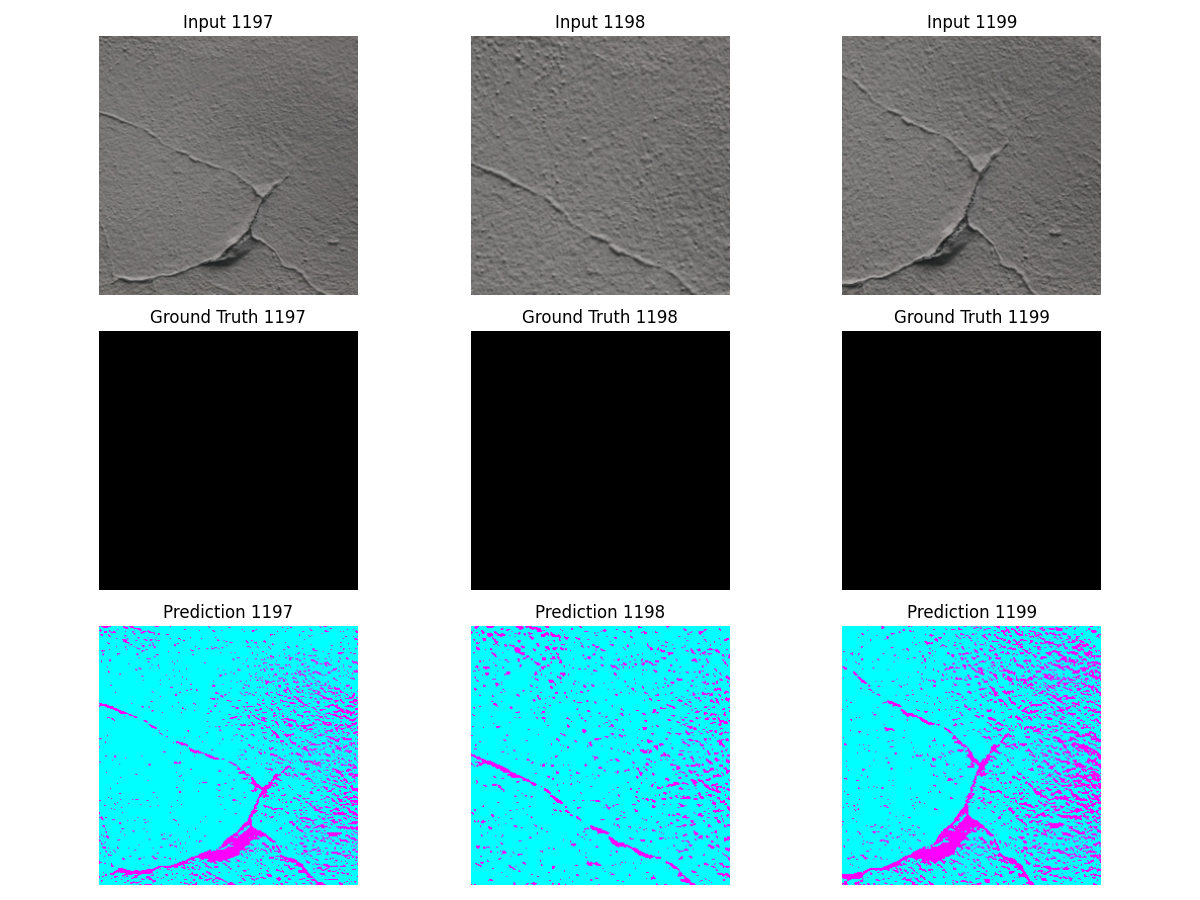 Input 1197
Input 1198
Input 1199
Ground Truth 1197
Ground Truth 1198
Ground Truth 1199
Prediction 1197
Prediction 1198
Prediction 1199